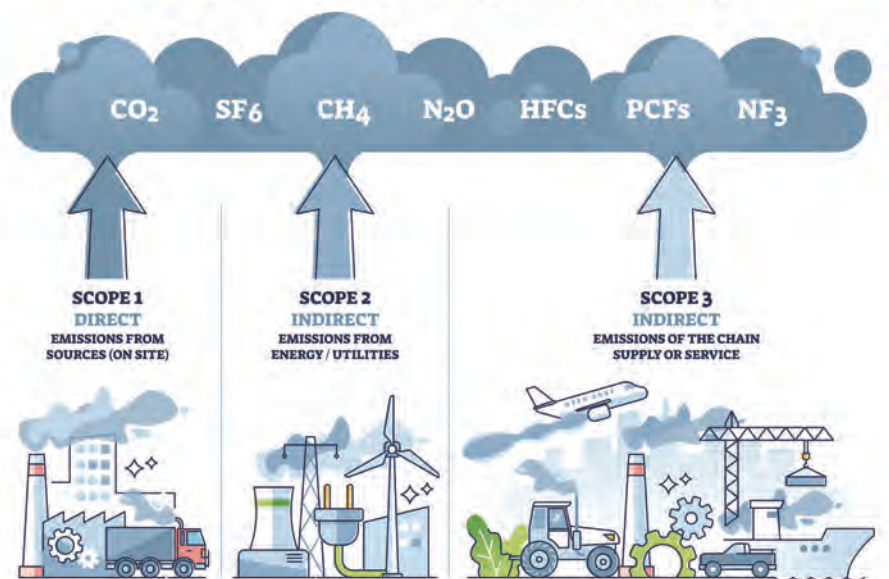 CO₂ SF₆ CH₄ N₂O HFCs PCFs NF₃
SCOPE 1
DIRECT
EMISSIONS FROM
SOURCES (ON SITE)
SCOPE 2
INDIRECT
EMISSIONS FROM
ENERGY / UTILITIES
SCOPE 3
INDIRECT
EMISSIONS OF THE CHAIN
SUPPLY OR SERVICE